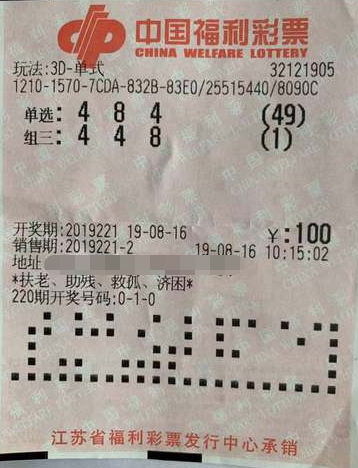 中国福利彩票
CHINA WELFARE LOTTERY
玩法:3D-单式 32121905
1210-1570-7CDA-832B-83E0/25515440/8090C
单选: 4 8 4 (49)
组三: 4 4 8 (1)
开奖期:2019221 19-08-16 ¥:100
销售期:2019221-2 19-08-16 10:15:02
地址
*扶老、助残、救孤、济困*
220期开奖号码:0-1-0
江苏省福利彩票发行中心承销